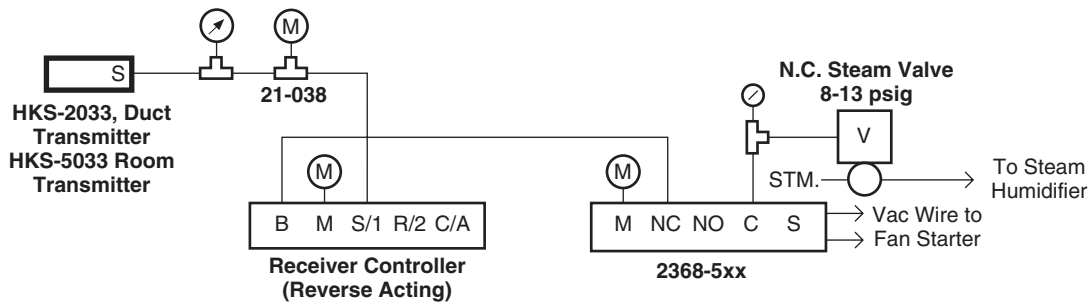 M
S
21-038
HKS-2033, Duct
Transmitter
HKS-5033 Room
Transmitter
N.C. Steam Valve
8-13 psig
V
STM.
To Steam
Humidifier
M
M
B M S/1 R/2 C/A
M NC NO C S
Vac Wire to
Fan Starter
Receiver Controller
(Reverse Acting)
2368-5xx